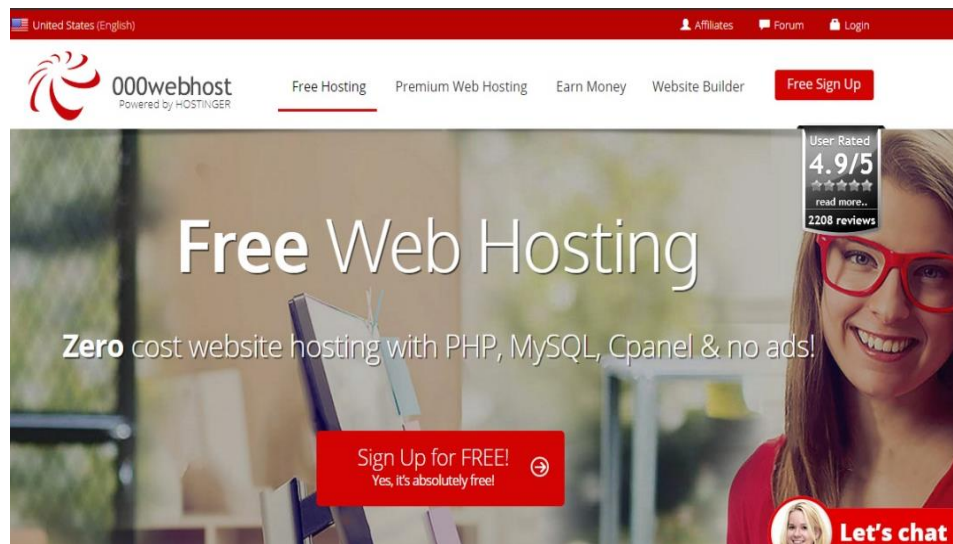 United States (English)
Affiliates
Forum
Login
000webhost
Powered by HOSTINGER
Free Hosting
Premium Web Hosting
Earn Money
Website Builder
Free Sign Up
User Rated
4.9/5
read more..
2208 reviews
Free Web Hosting
Zero cost website hosting with PHP, MySQL, Cpanel & no ads!
Sign Up for FREE!
Yes, it's absolutely free!
Let's chat